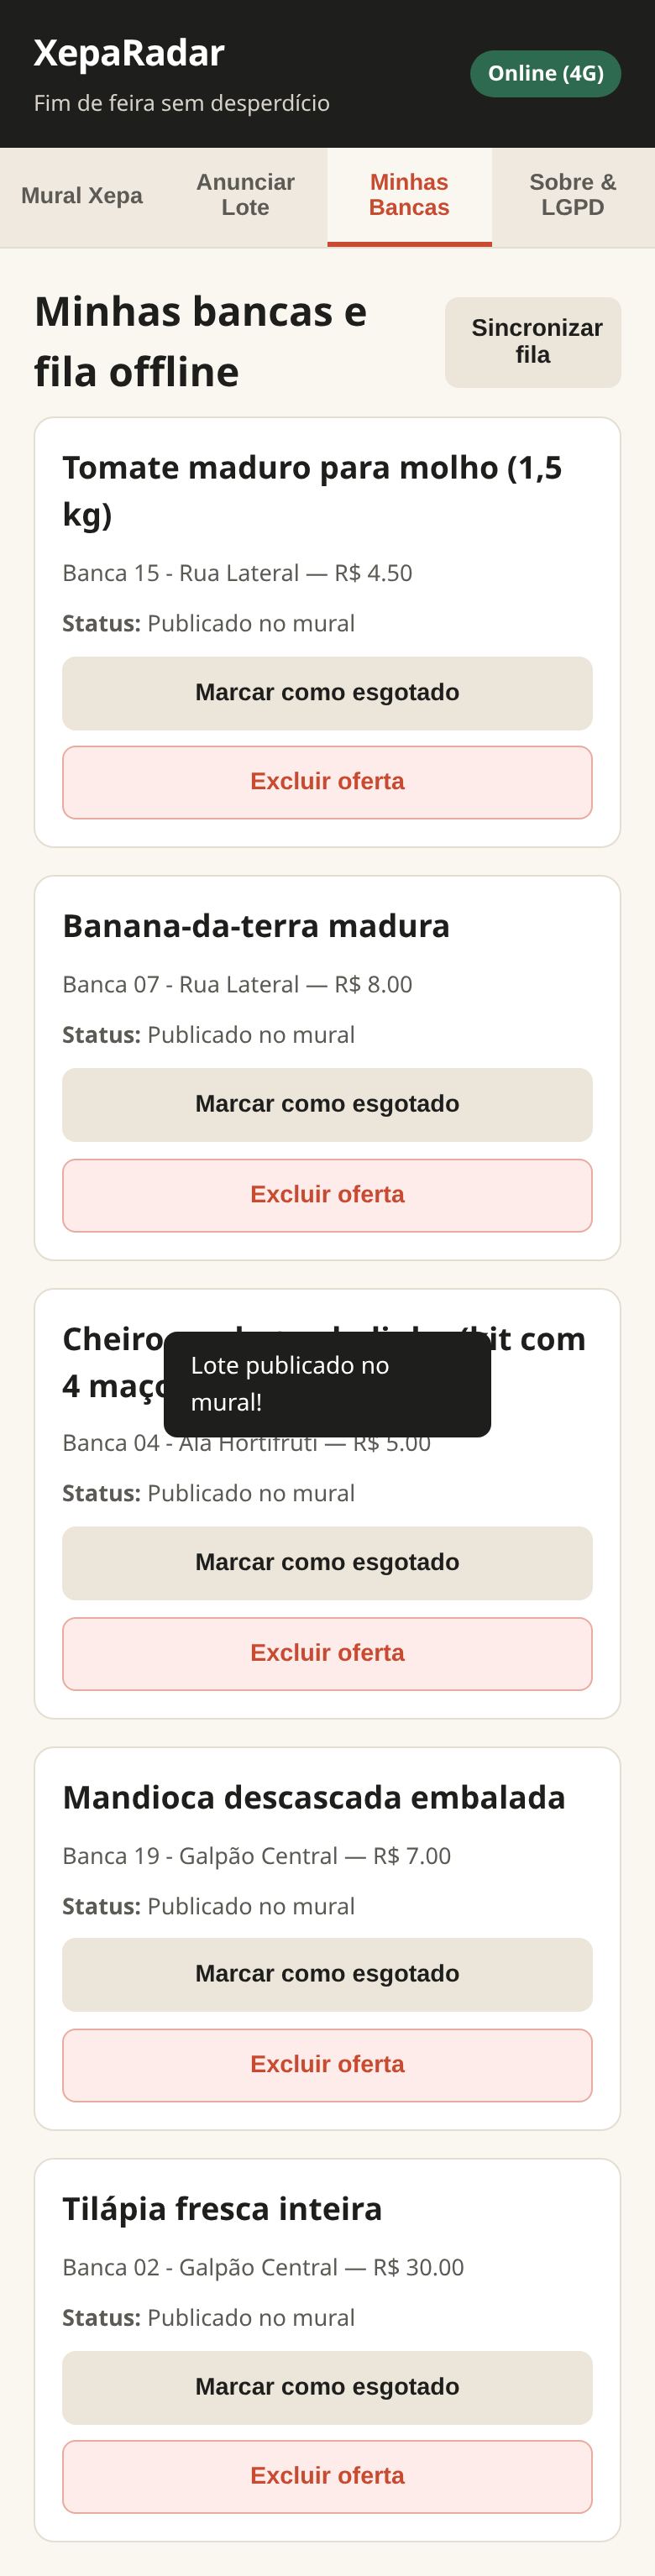 XepaRadar
Fim de feira sem desperdício
Online (4G)
Mural Xepa
Anunciar
Lote
Minhas
Bancas
Sobre &
LGPD
Minhas bancas e
fila offline
Sincronizar
fila
Tomate maduro para molho (1,5
kg)
Banca 15 - Rua Lateral — R$ 4.50
Status: Publicado no mural
Marcar como esgotado
Excluir oferta
Banana-da-terra madura
Banca 07 - Rua Lateral — R$ 8.00
Status: Publicado no mural
Marcar como esgotado
Excluir oferta
Cheiro com
4
Lote publicado no
mural!
Banca 04 - Ala Hortifruti — R$ 5.00
Status: Publicado no mural
Marcar como esgotado
Excluir oferta
Mandioca descascada embalada
Banca 19 - Galpão Central — R$ 7.00
Status: Publicado no mural
Marcar como esgotado
Excluir oferta
Tilápia fresca inteira
Banca 02 - Galpão Central — R$ 30.00
Status: Publicado no mural
Marcar como esgotado
Excluir oferta